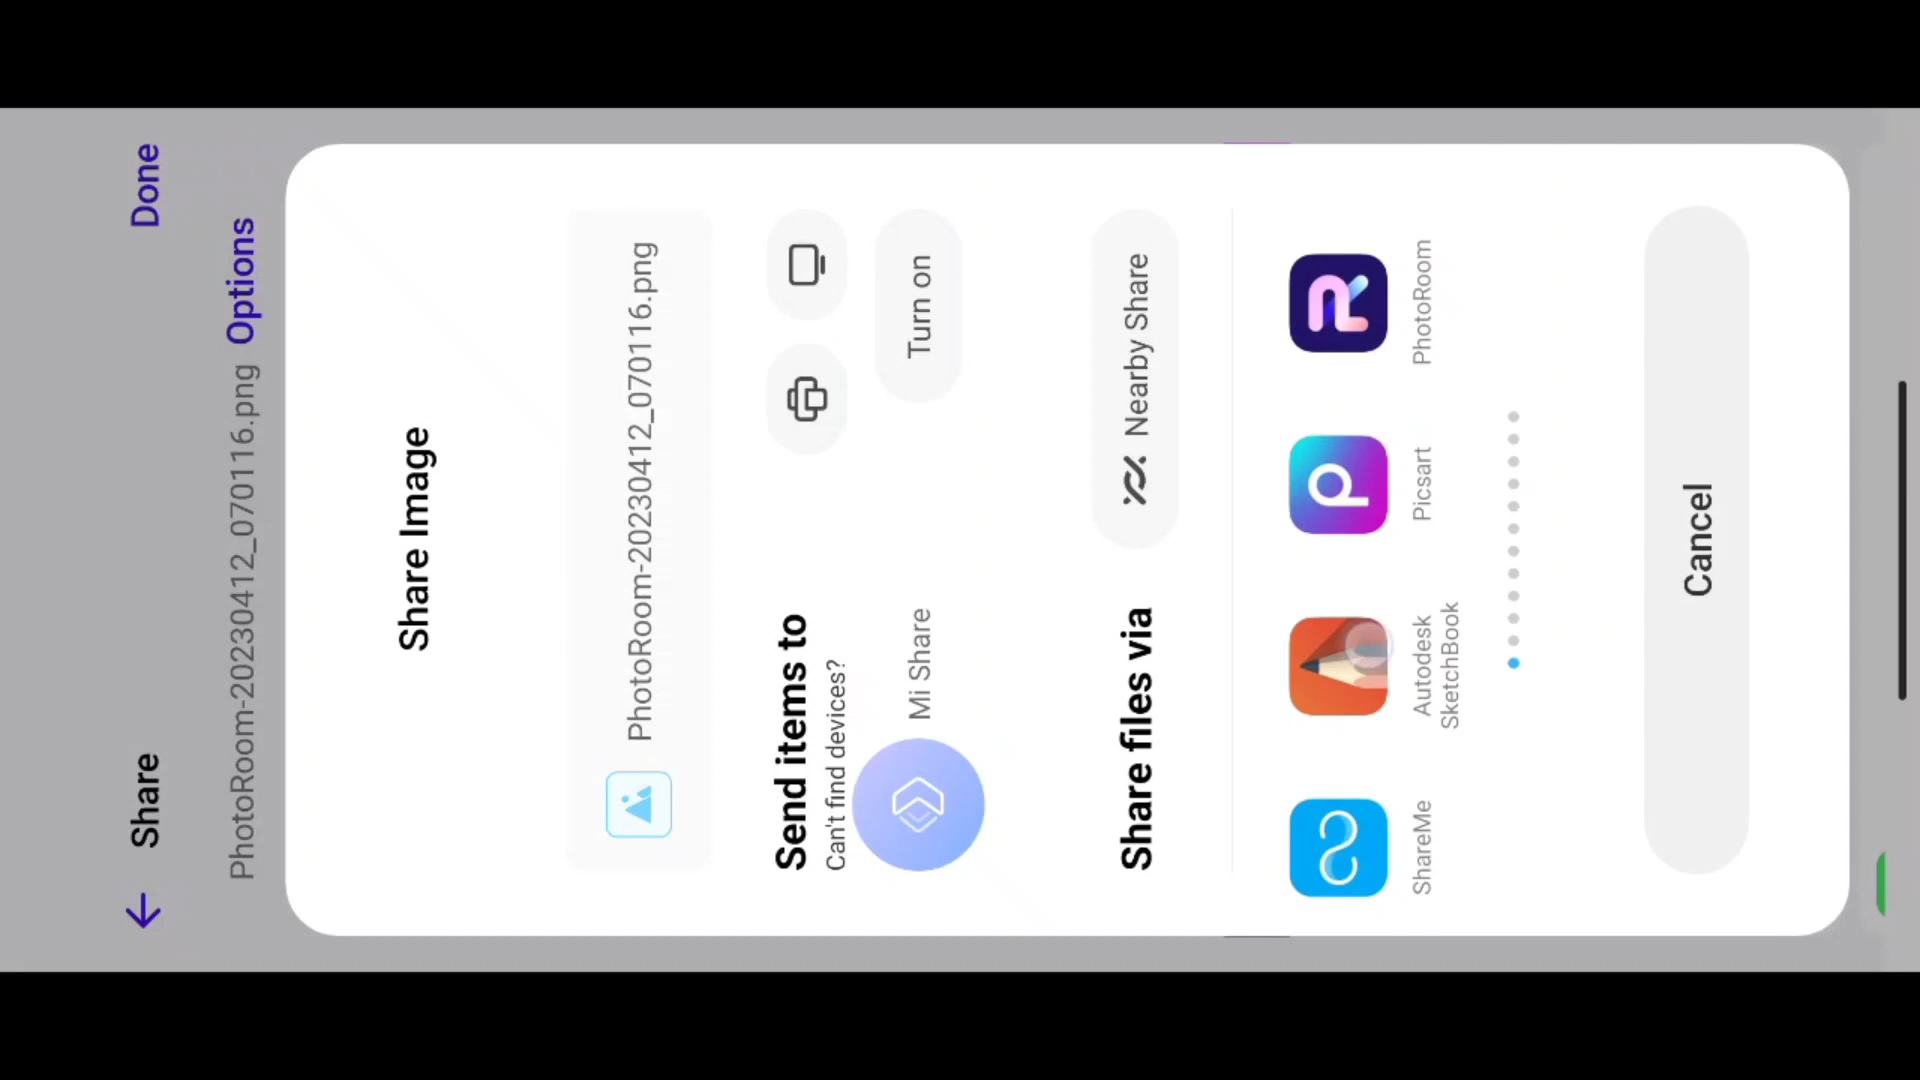 Share
Done
PhotoRoom-20230412_070116.png
Options
Share Image
PhotoRoom-20230412_070116.png
Send items to
Can't find devices?
Mi Share
Turn on
Share files via
Nearby Share
ShareMe
Autodesk
SketchBook
Picsart
PhotoRoom
Cancel